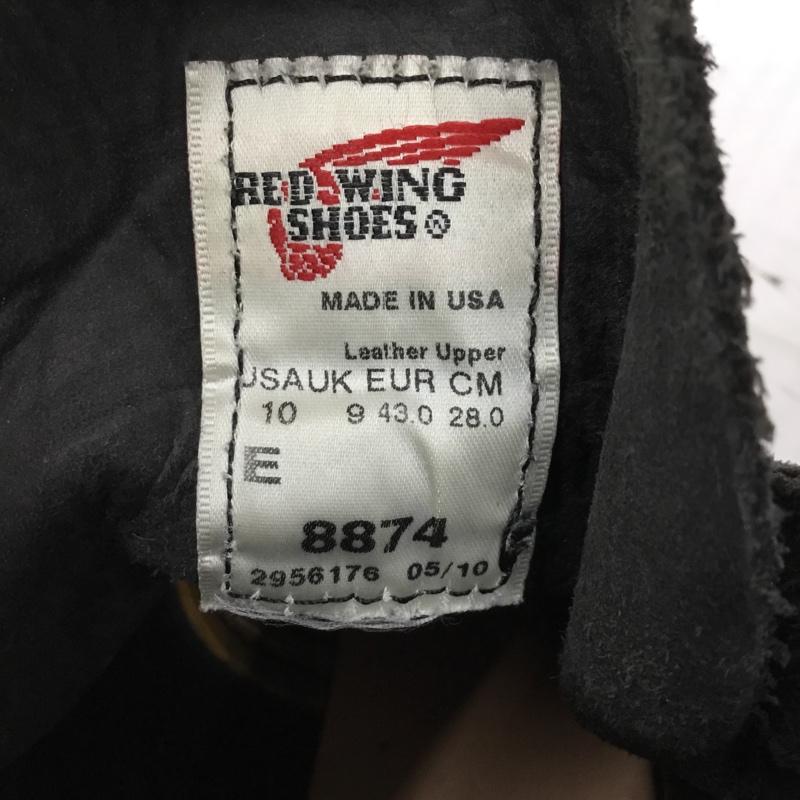 RED WING
SHOES®
MADE IN USA
Leather Upper
USAUK EUR CM
10 9 43.0 28.0
E
8874
2956176 05/10